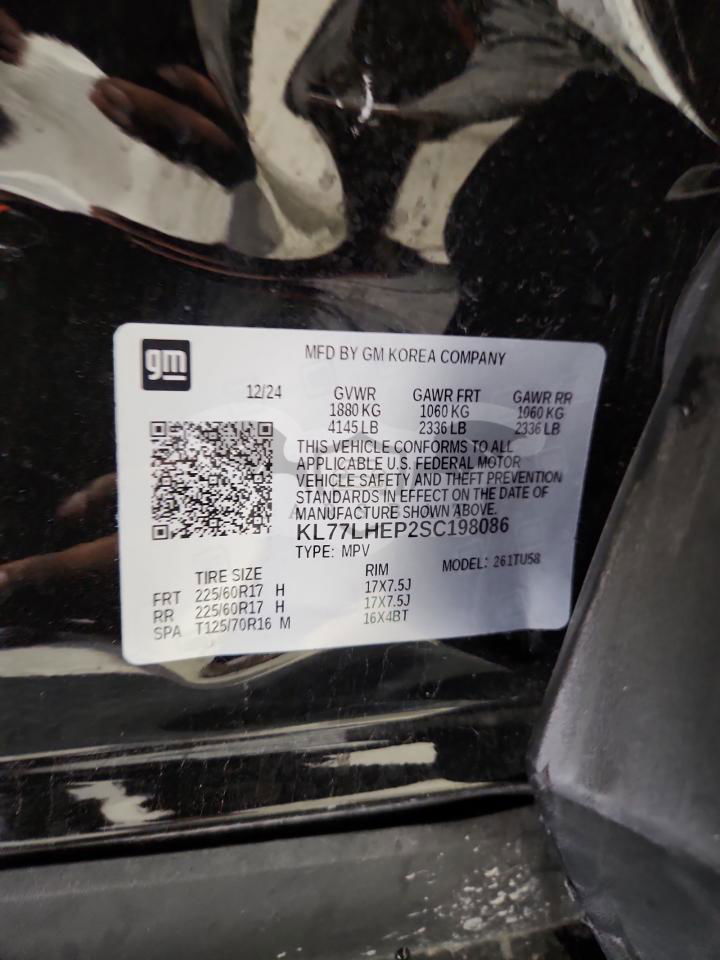 gm
MFD BY GM KOREA COMPANY
12/24 GVWR GAWR FRT GAWR RR
1880 KG 1060 KG 1060 KG
4145 LB 2336 LB 2336 LB
THIS VEHICLE CONFORMS TO ALL
APPLICABLE U.S. FEDERAL MOTOR
VEHICLE SAFETY AND THEFT PREVENTION
STANDARDS IN EFFECT ON THE DATE OF
MANUFACTURE SHOWN ABOVE.
KL77LHEP2SC198086
TYPE: MPV MODEL: 261TU58
TIRE SIZE RIM
FRT 225/60R17 H 17X7.5J
RR 225/60R17 H 17X7.5J
SPA T125/70R16 M 16X4BT